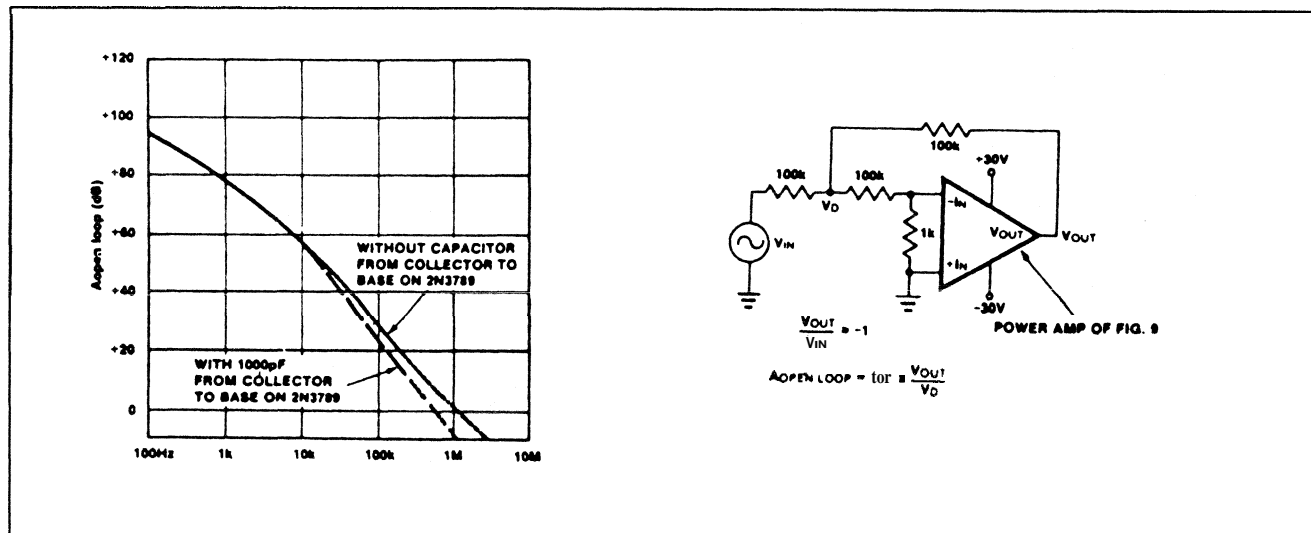 +120
+100
+80
+60
+40
+20
0
Aopen loop (dB)
100Hz 1k 10k 100k 1M 10M
WITHOUT CAPACITOR
FROM COLLECTOR TO
BASE ON 2N3789
WITH 1000pF
FROM COLLECTOR
TO BASE ON 2N3789
100k
+30V
100k
100k
VD
-IN
VIN
1k
VOUT
VOUT
+IN
-30V
POWER AMP OF FIG. 9
VOUT
VIN
= -1
AOPEN LOOP = for = VOUT
VD